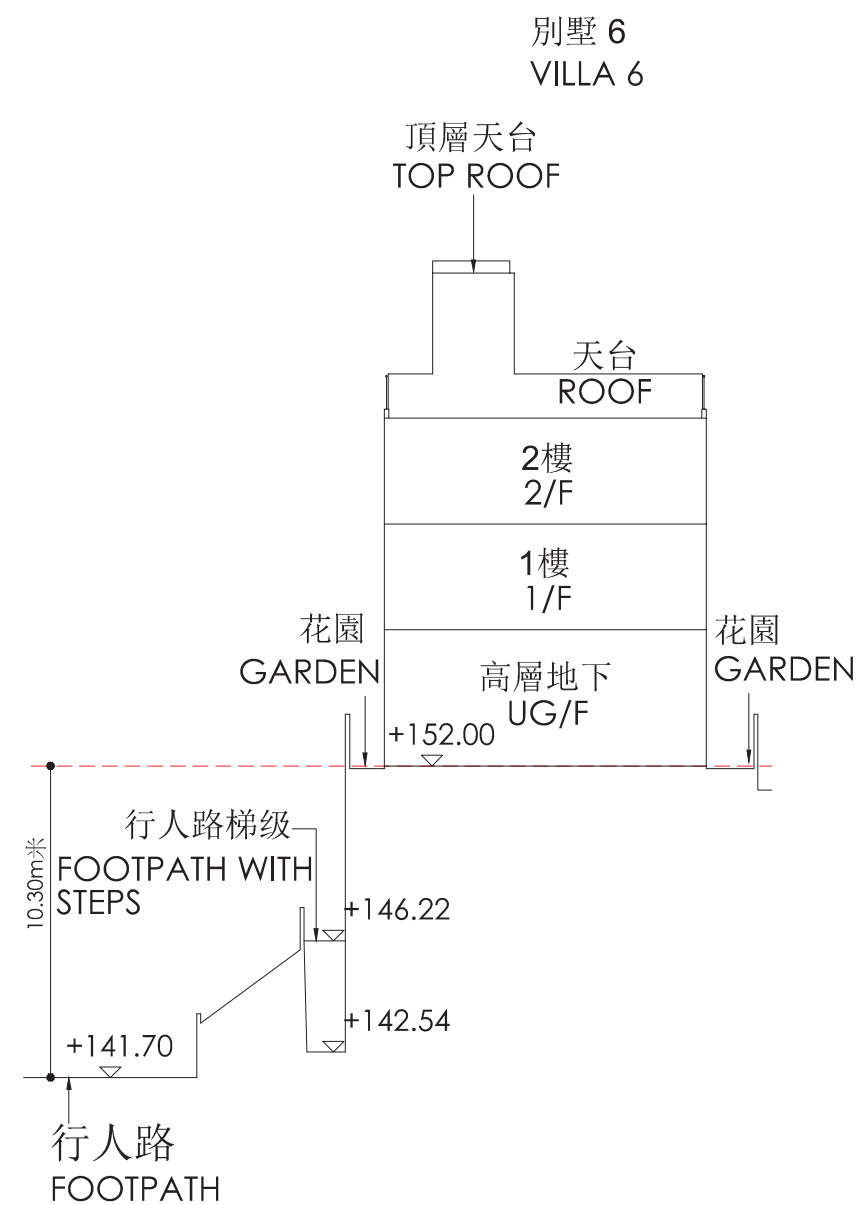 別墅 6
VILLA 6
頂層天台
TOP ROOF
天台
ROOF
2樓
2/F
1樓
1/F
花園
GARDEN
高層地下
UG/F
花園
GARDEN
+152.00
行人路梯级
FOOTPATH WITH
STEPS
10.30m米
+146.22
+142.54
+141.70
行人路
FOOTPATH